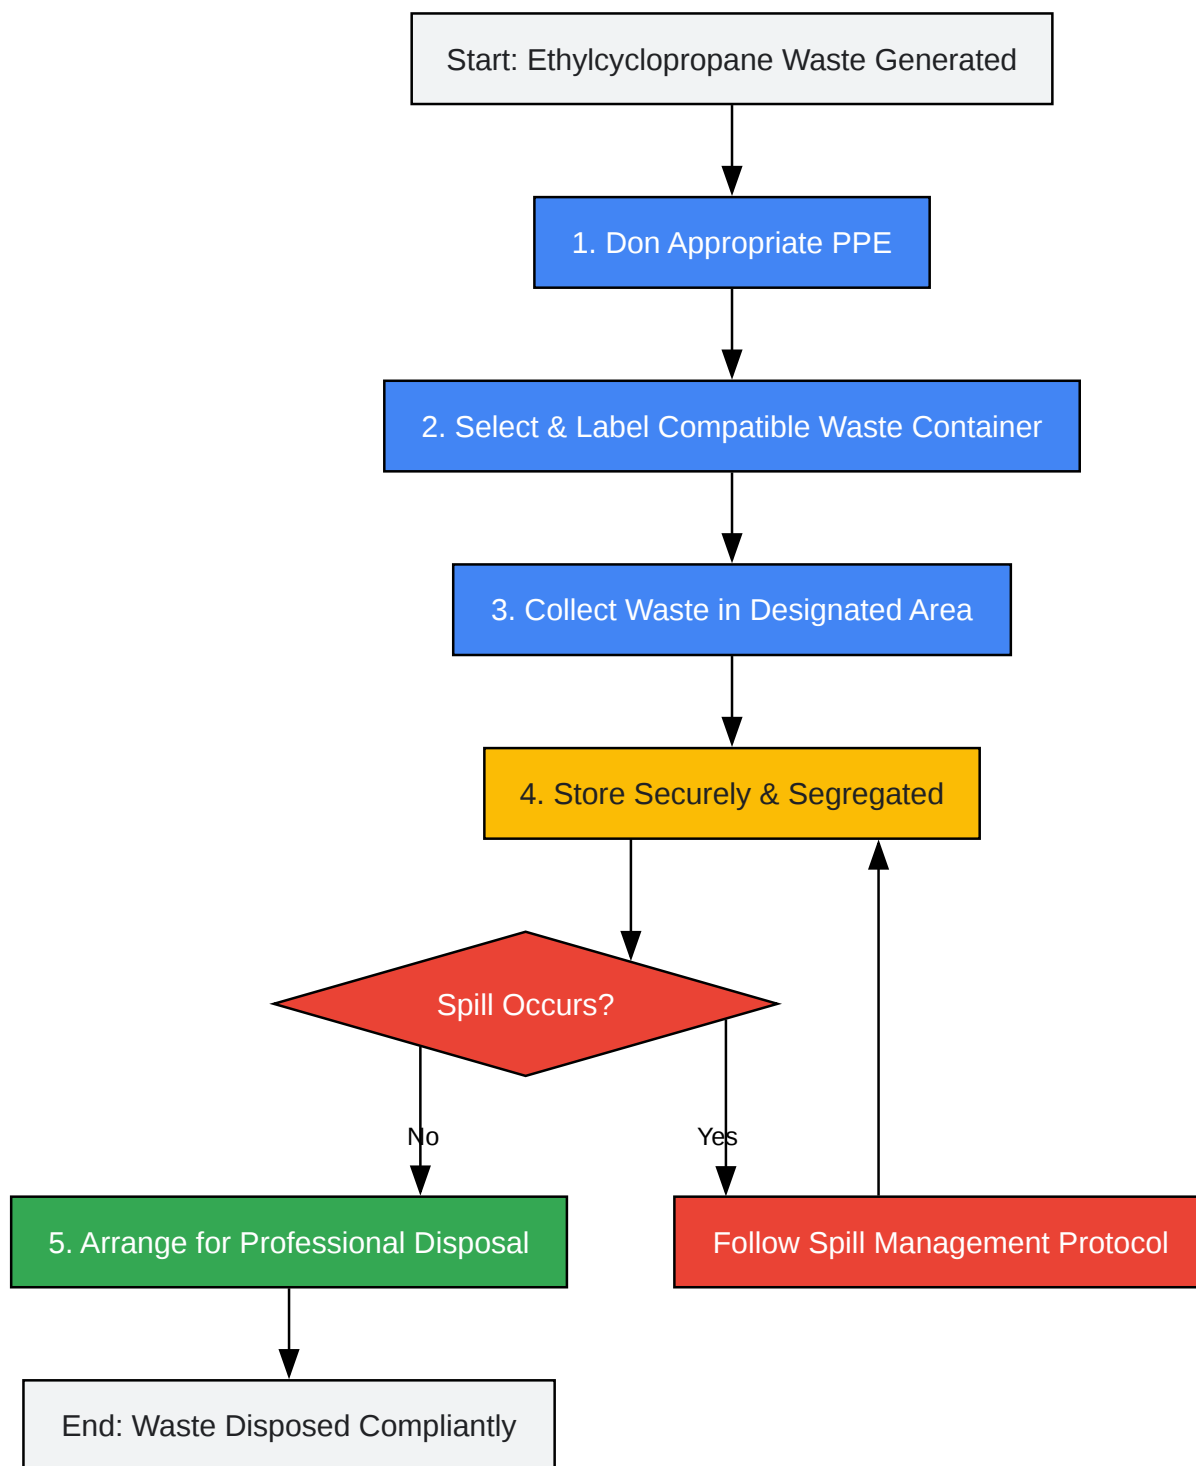 Start: Ethylcyclopropane Waste Generated
1. Don Appropriate PPE
2. Select & Label Compatible Waste Container
3. Collect Waste in Designated Area
4. Store Securely & Segregated
Spill Occurs?
No
Yes
5. Arrange for Professional Disposal
Follow Spill Management Protocol
End: Waste Disposed Compliantly